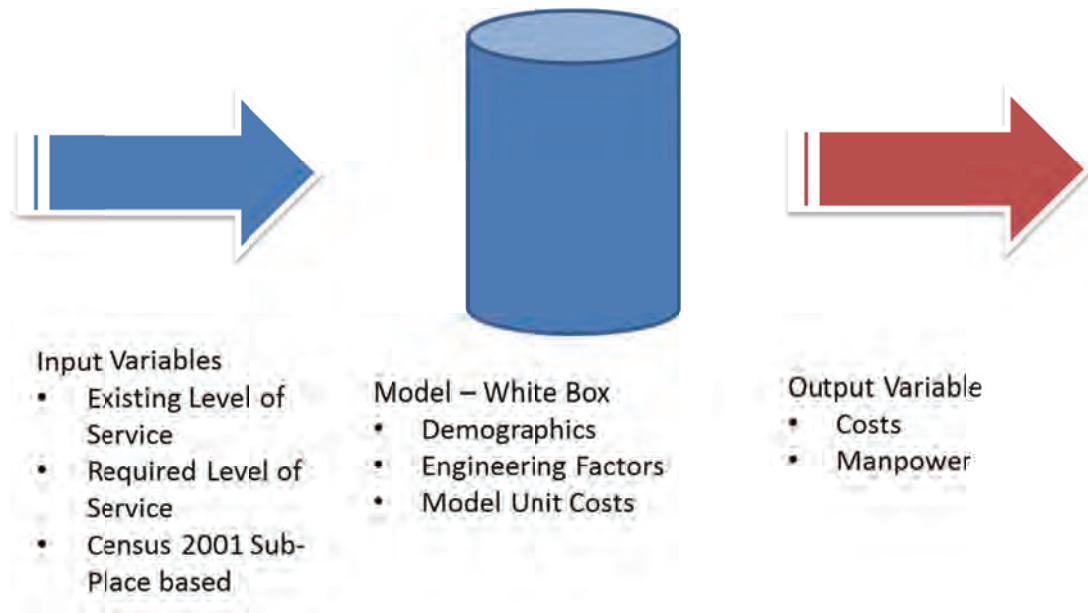 Input Variables
• Existing Level of
Service
• Required Level of
Service
• Census 2001 Sub-
Place based
Model – White Box
• Demographics
• Engineering Factors
• Model Unit Costs
Output Variable
• Costs
• Manpower